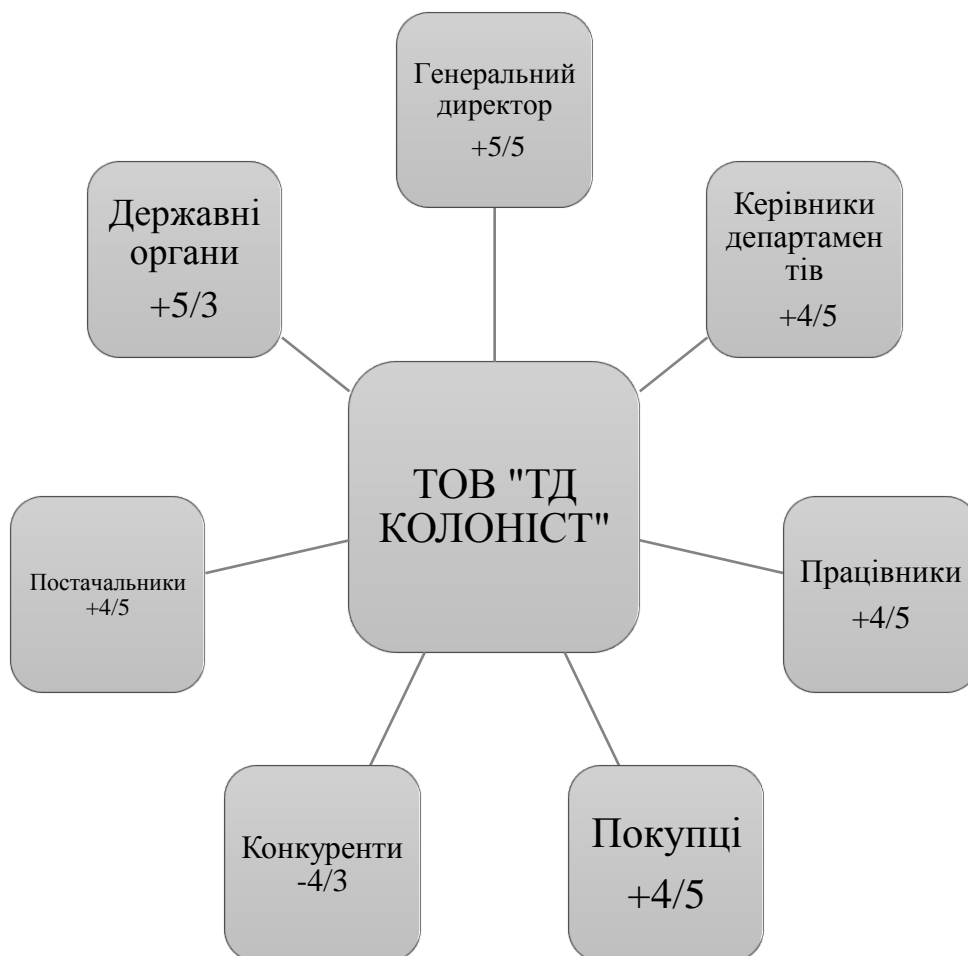 Генеральний
директор
+5/5
Державні
органи
+5/3
Керівники
департамен
тів
+4/5
ТОВ "ТД
КОЛОНІСТ"
Постачальники
+4/5
Працівники
+4/5
Конкуренти
-4/3
Покупці
+4/5